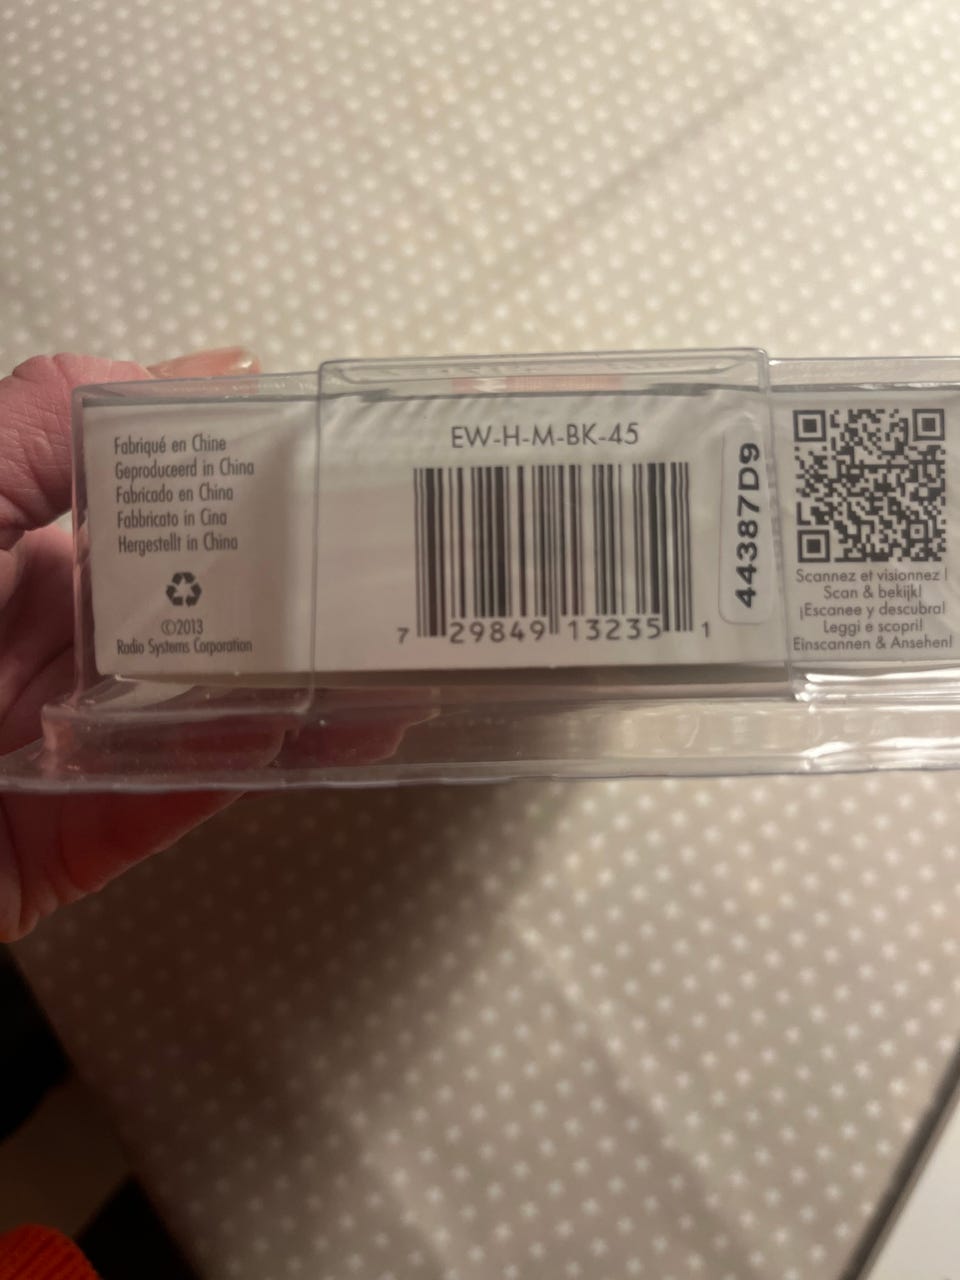 Fabriqué en Chine
Geproduceerd in China
Fabricado en China
Fabbricato in Cina
Hergestellt in China
©2013
Radio Systems Corporation
EW-H-M-BK-45
7 29849 13235 1
44387D9
Scannez et visionnez !
Scan & bekijk!
¡Escanee y descubra!
Leggi e scopri!
Einscannen & Ansehen!